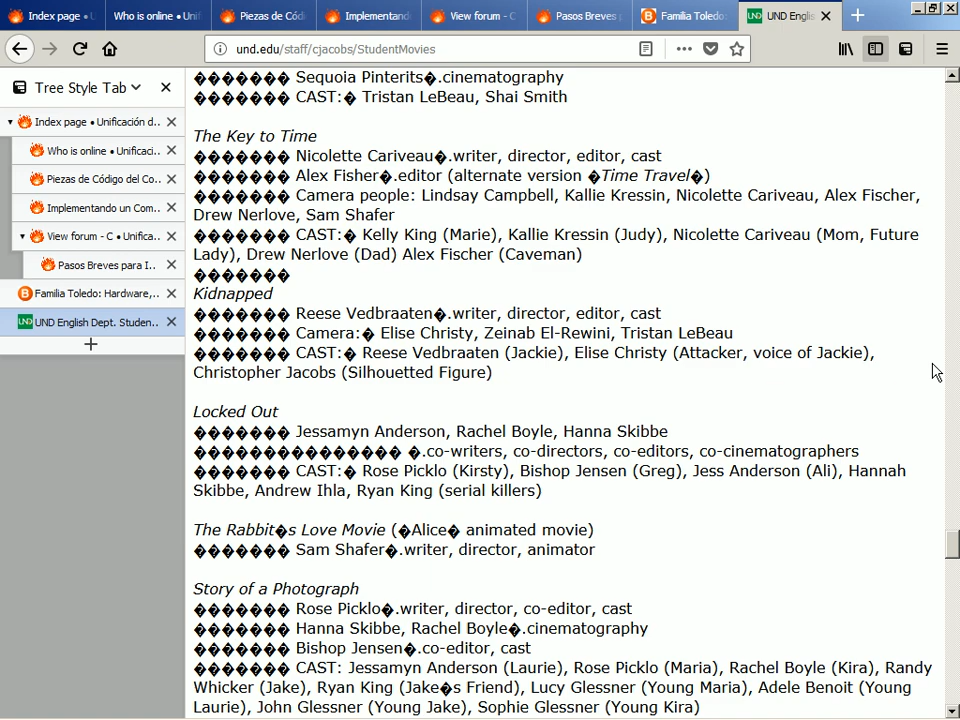 Index page • U
Who is online • Unif
Piezas de Códi
Implementand
View forum - C
Pasos Breves p
Familia Toledo:
UND Englis
und.edu/staff/cjacobs/StudentMovies
Tree Style Tab
Index page • Unificación d..
Who is online • Unificaci..
Piezas de Código del Co..
Implementando un Com..
View forum - C • Unifica..
Pasos Breves para I..
Familia Toledo: Hardware,..
UND English Dept. Studen..
������� Sequoia Pinterits�.cinematography
������� CAST:� Tristan LeBeau, Shai Smith
The Key to Time
������� Nicolette Cariveau�.writer, director, editor, cast
������� Alex Fisher�.editor (alternate version �Time Travel�)
������� Camera people: Lindsay Campbell, Kallie Kressin, Nicolette Cariveau, Alex Fischer,
Drew Nerlove, Sam Shafer
������� CAST:� Kelly King (Marie), Kallie Kressin (Judy), Nicolette Cariveau (Mom, Future
Lady), Drew Nerlove (Dad) Alex Fischer (Caveman)
�������
Kidnapped
������� Reese Vedbraaten�.writer, director, editor, cast
������� Camera:� Elise Christy, Zeinab El-Rewini, Tristan LeBeau
������� CAST:� Reese Vedbraaten (Jackie), Elise Christy (Attacker, voice of Jackie),
Christopher Jacobs (Silhouetted Figure)
Locked Out
������� Jessamyn Anderson, Rachel Boyle, Hanna Skibbe
��������������� �.co-writers, co-directors, co-editors, co-cinematographers
������� CAST:� Rose Picklo (Kirsty), Bishop Jensen (Greg), Jess Anderson (Ali), Hannah
Skibbe, Andrew Ihla, Ryan King (serial killers)
The Rabbit�s Love Movie (�Alice� animated movie)
������� Sam Shafer�.writer, director, animator
Story of a Photograph
������� Rose Picklo�.writer, director, co-editor, cast
������� Hanna Skibbe, Rachel Boyle�.cinematography
������� Bishop Jensen�.co-editor, cast
������� CAST: Jessamyn Anderson (Laurie), Rose Picklo (Maria), Rachel Boyle (Kira), Randy
Whicker (Jake), Ryan King (Jake�s Friend), Lucy Glessner (Young Maria), Adele Benoit (Young
Laurie), John Glessner (Young Jake), Sophie Glessner (Young Kira)